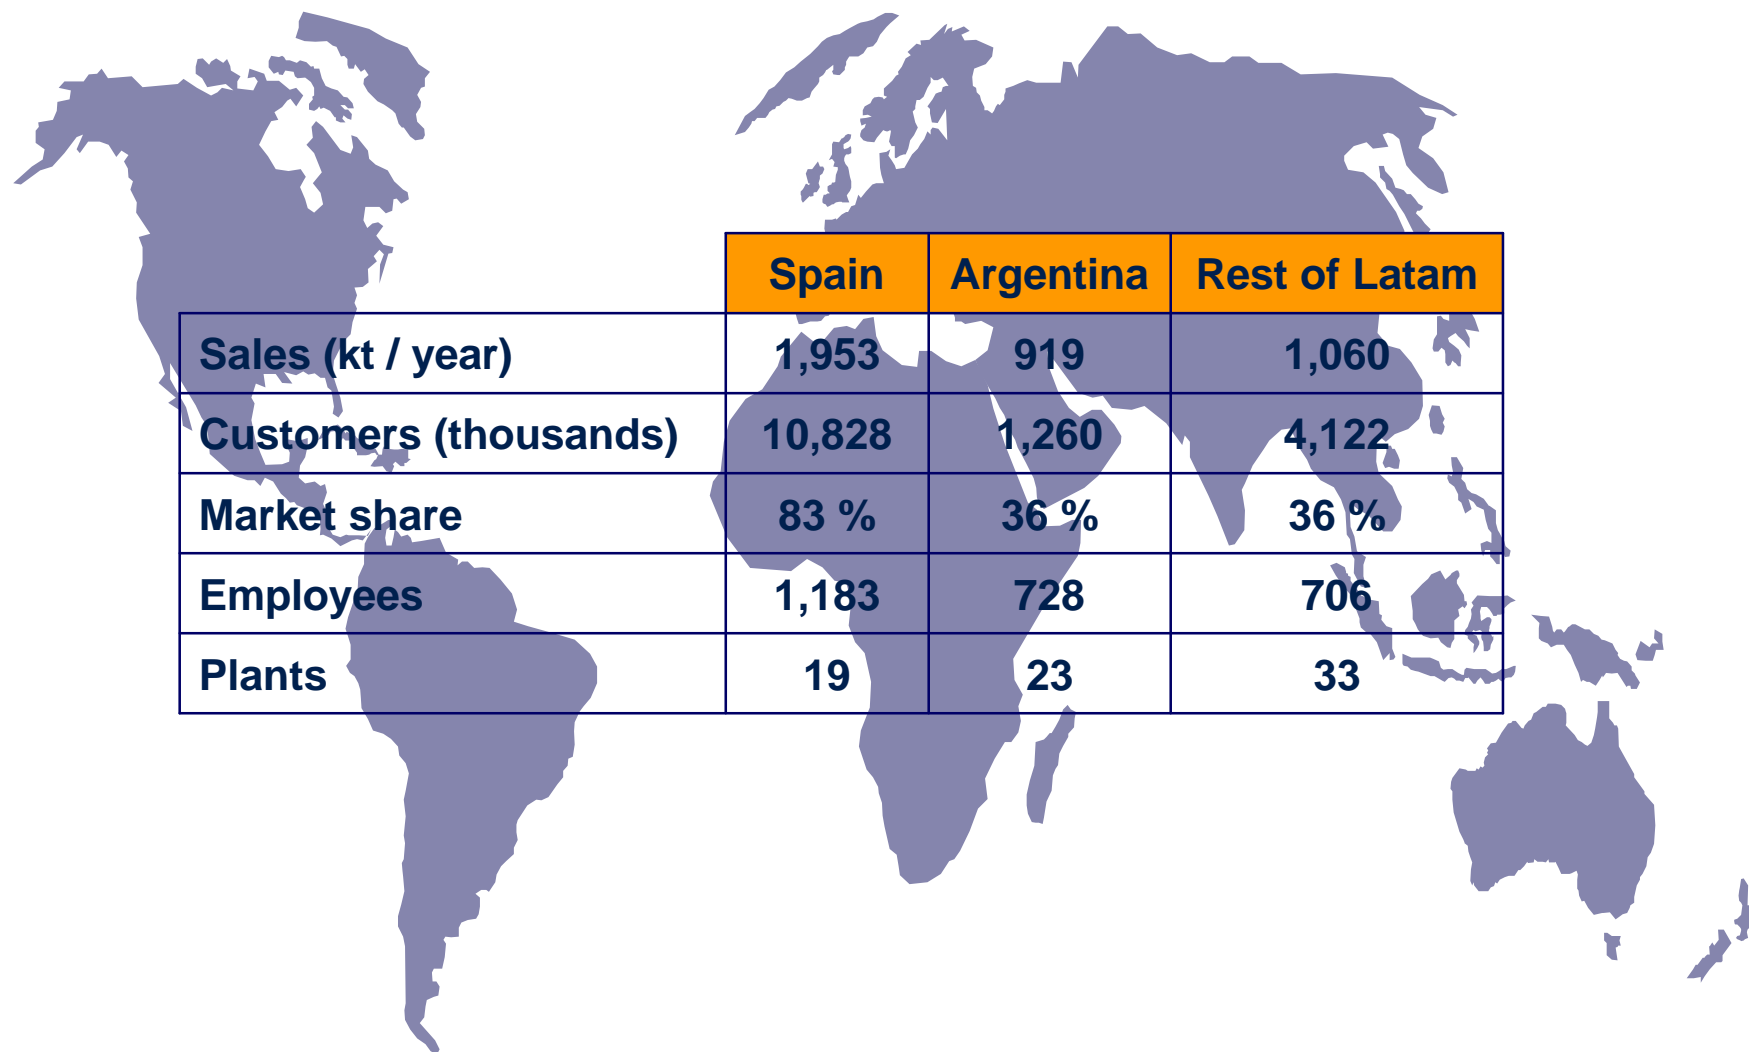 Spain Argentina Rest of Latam
Sales (kt / year) 1,953 919 1,060
Customers (thousands) 10,828 1,260 4,122
Market share 83 % 36 % 36 %
Employees 1,183 728 706
Plants 19 23 33